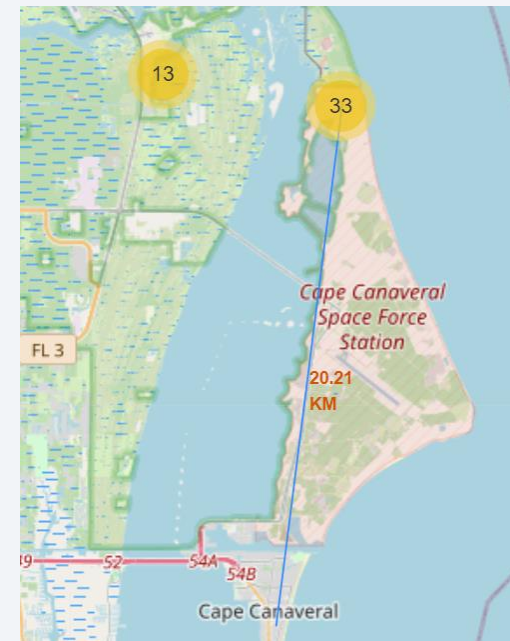 13
33
Cape Canaveral
Space Force
Station
FL 3
20.21
KM
52
54A
54B
Cape Canaveral